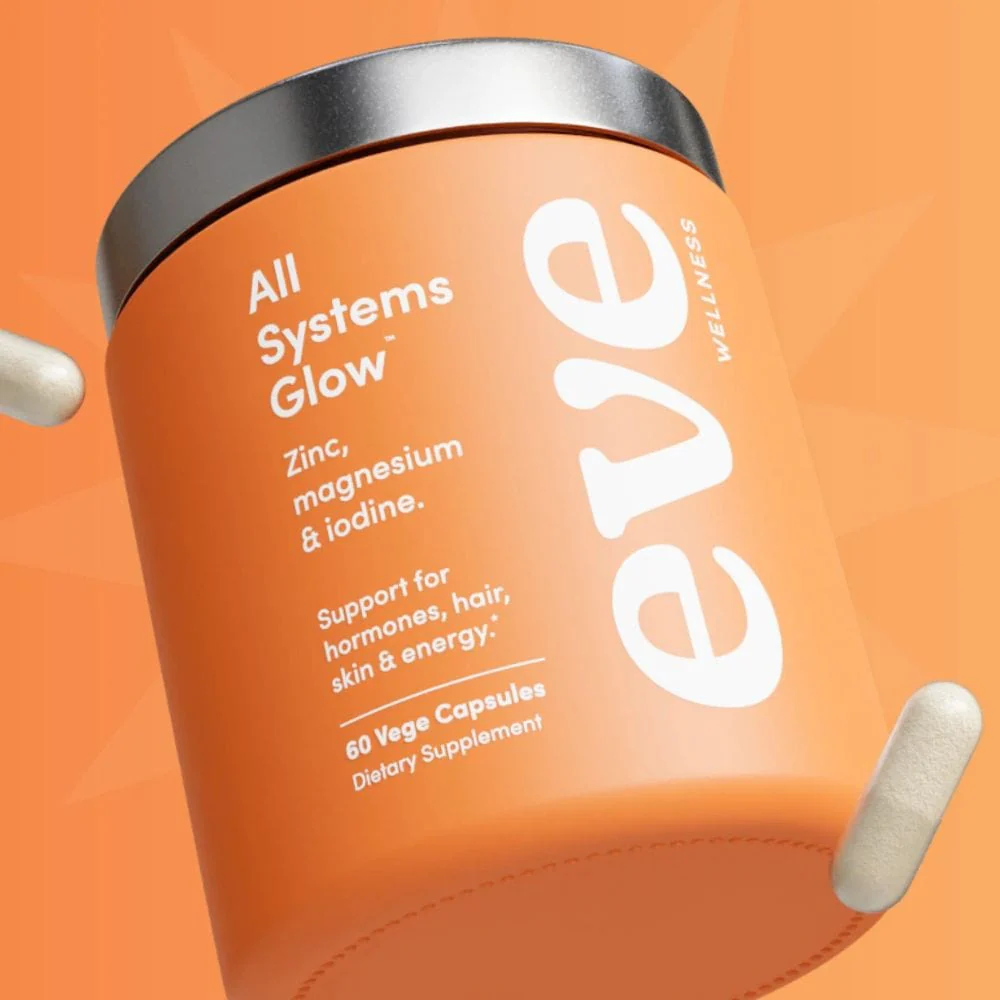 All
Systems
Glow™
Zinc,
magnesium
& iodine.
Support for
hormones, hair,
skin & energy.*
60 Vege Capsules
Dietary Supplement
eve
WELLNESS